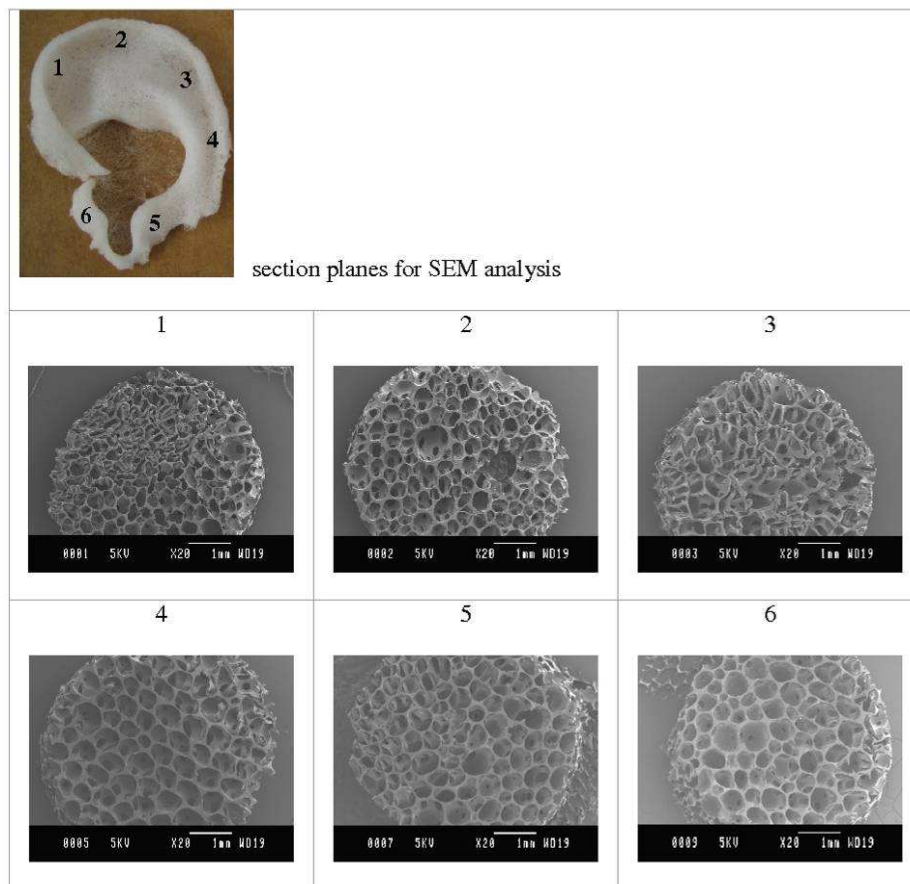 2
1
3
4
6
5
section planes for SEM analysis
1
2
3
0001 5KV X20 1mm WD19
0002 5KV X20 1mm WD19
0003 5KV X20 1mm WD19
4
5
6
0005 5KV X20 1mm WD19
0007 5KV X20 1mm WD19
0009 5KV X20 1mm WD19